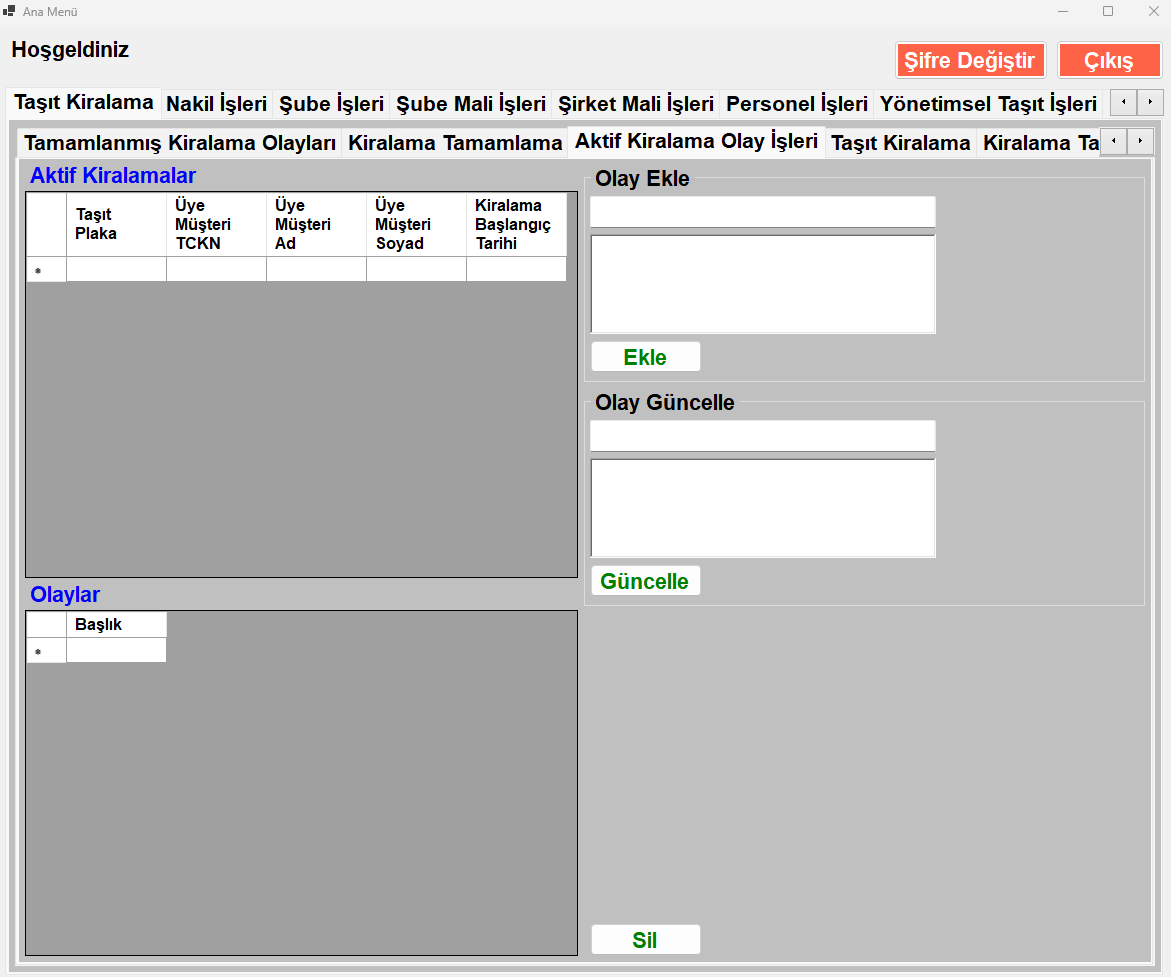 Ana Menü
Hoşgeldiniz
Şifre Değiştir
Çıkış
Taşıt Kiralama
Nakil İşleri
Şube İşleri
Şube Mali İşleri
Şirket Mali İşleri
Personel İşleri
Yönetimsel Taşıt İşleri
Tamamlanmış Kiralama Olayları
Kiralama Tamamlama
Aktif Kiralama Olay İşleri
Taşıt Kiralama
Kiralama Ta
Aktif Kiralamalar
Taşıt
Plaka
Üye
Müşteri
TCKN
Üye
Müşteri
Ad
Üye
Müşteri
Soyad
Kiralama
Başlangıç
Tarihi
Olay Ekle
Ekle
Olay Güncelle
Güncelle
Olaylar
Başlık
Sil